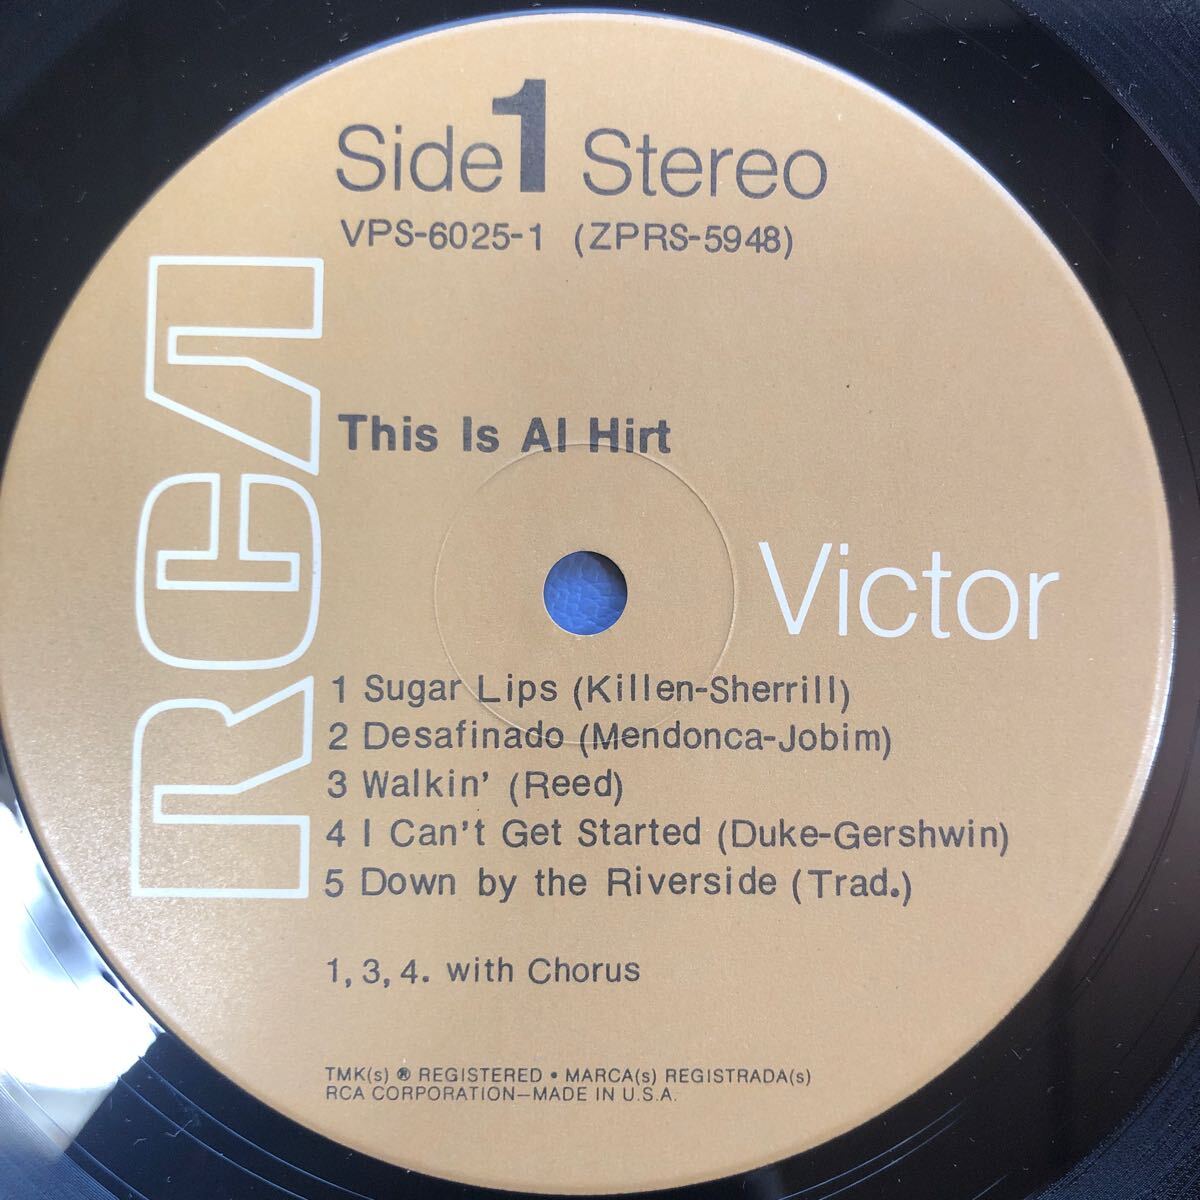 Side 1 Stereo
VPS-6025-1 (ZPRS-5948)
RCA
This Is Al Hirt
Victor
1 Sugar Lips (Killen-Sherrill)
2 Desafinado (Mendonca-Jobim)
3 Walkin' (Reed)
4 I Can't Get Started (Duke-Gershwin)
5 Down by the Riverside (Trad.)
1, 3, 4. with Chorus
TMK(s) ® REGISTERED • MARCA(s) REGISTRADA(s)
RCA CORPORATION—MADE IN U.S.A.